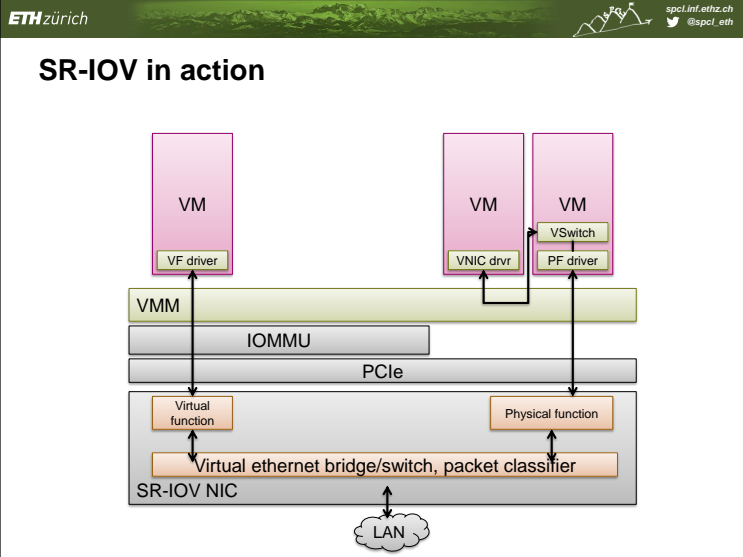 ETH zürich
spcl.inf.ethz.ch
@spcl_eth
SR-IOV in action
VM
VM
VM
VSwitch
VF driver
VNIC drvr
PF driver
VMM
IOMMU
PCIe
Virtual
function
Physical function
Virtual ethernet bridge/switch, packet classifier
SR-IOV NIC
LAN